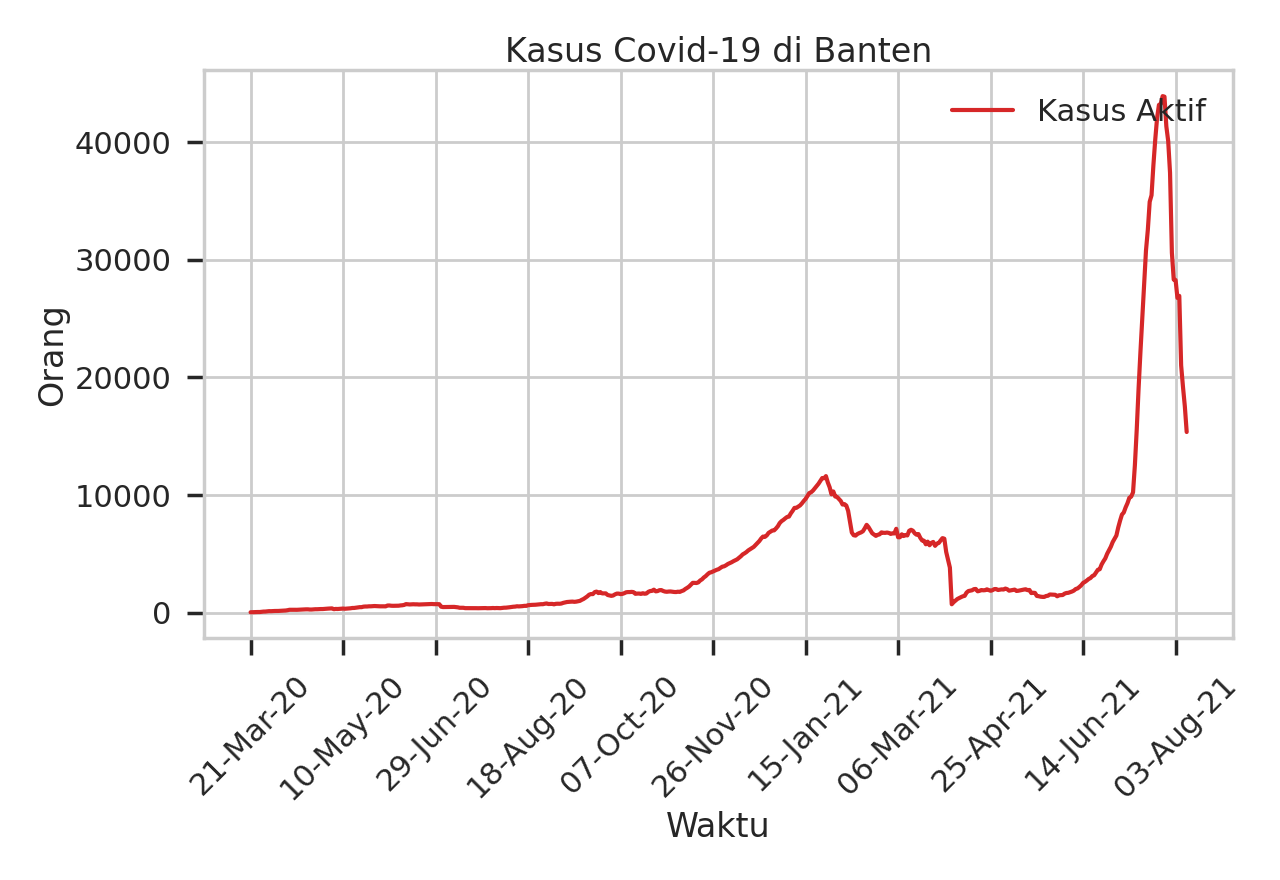 Kasus Covid-19 di Banten
Kasus Aktif
40000
30000
20000
10000
0
Orang
21-Mar-20
10-May-20
29-Jun-20
18-Aug-20
07-Oct-20
26-Nov-20
15-Jan-21
06-Mar-21
25-Apr-21
14-Jun-21
03-Aug-21
Waktu